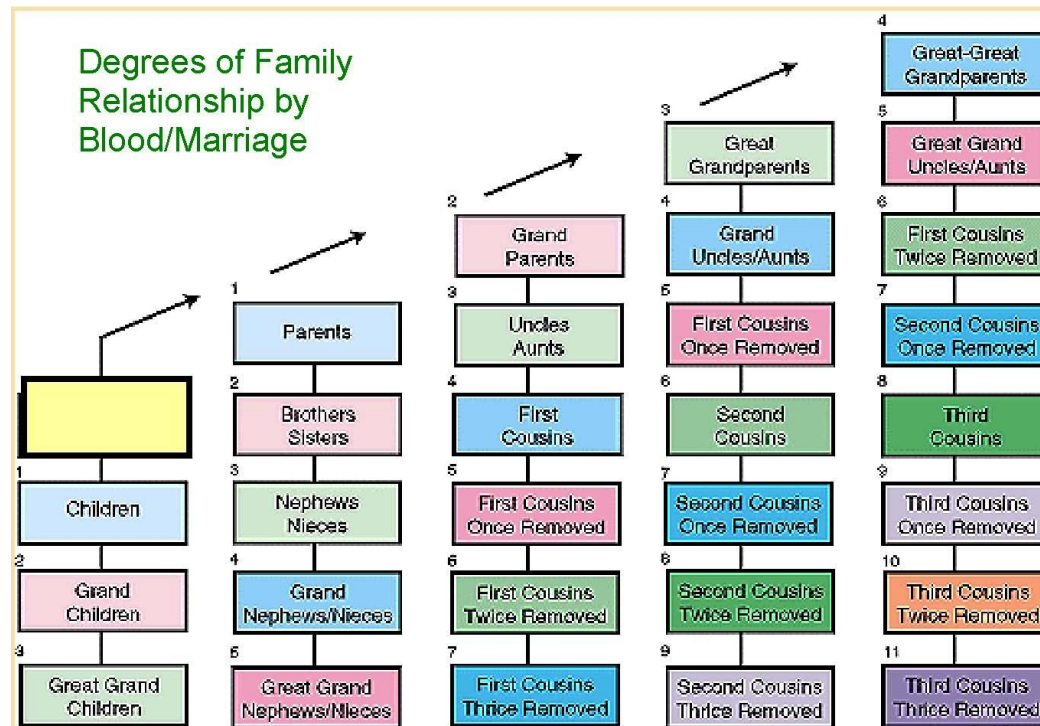 Degrees of Family
Relationship by
Blood/Marriage
1
Children
2
Grand
Children
3
Great Grand
Children
1
Parents
2
Brothers
Sisters
3
Nephews
Nieces
4
Grand
Nephews/Nieces
5
Great Grand
Nephews/Nieces
2
Grand
Parents
3
Uncles
Aunts
4
First
Cousins
5
First Cousins
Once Removed
6
First Cousins
Twice Removed
7
First Cousins
Thrice Removed
3
Great
Grandparents
4
Grand
Uncles/Aunts
5
First Cousins
Once Removed
6
Second
Cousins
7
Second Cousins
Once Removed
8
Second Cousins
Twice Removed
9
Second Cousins
Thrice Removed
4
Great-Great
Grandparents
5
Great Grand
Uncles/Aunts
6
First Cousins
Twice Removed
7
Second Cousins
Once Removed
8
Third
Cousins
9
Third Cousins
Once Removed
10
Third Cousins
Twice Removed
11
Third Cousins
Thrice Removed